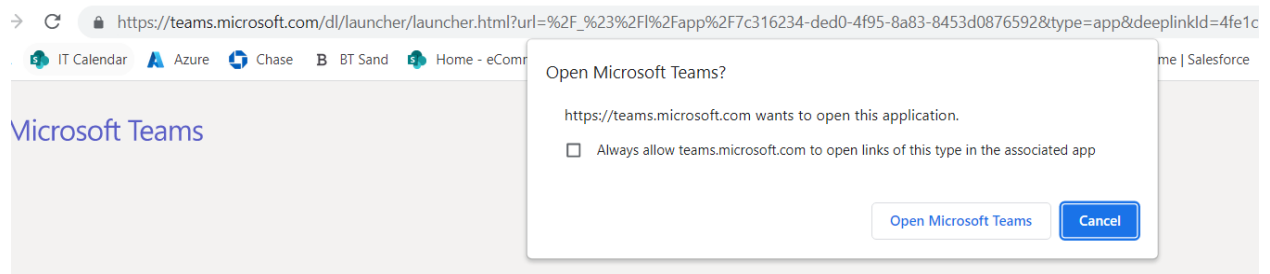 https://teams.microsoft.com/dl/launcher/launcher.html?url=%2F_%23%2Fl%2Fapp%2F7c316234-ded0-4f95-8a83-8453d0876592&type=app&deeplinkId=4fe1c
IT Calendar Azure Chase B BT Sand Home - eComm me | Salesforce
Open Microsoft Teams?
https://teams.microsoft.com wants to open this application.
Microsoft Teams
Always allow teams.microsoft.com to open links of this type in the associated app
Open Microsoft Teams Cancel